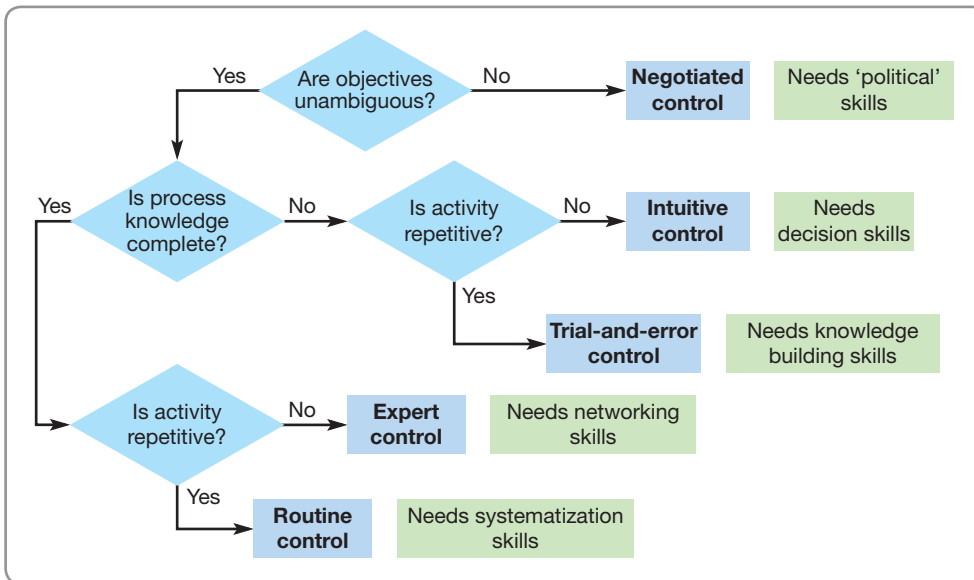 Yes
Are objectives
unambiguous?
No
Negotiated
control
Needs ‘political’
skills
Yes
Is process
knowledge
complete?
No
Is activity
repetitive?
No
Intuitive
control
Needs
decision skills
Yes
Trial-and-error
control
Needs knowledge
building skills
Is activity
repetitive?
No
Expert
control
Needs networking
skills
Yes
Routine
control
Needs systematization
skills